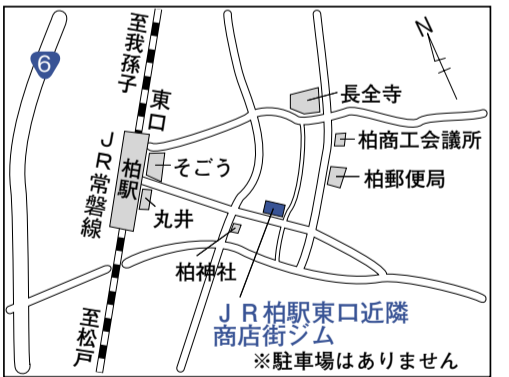 6
至我孫子
東口
N
長全寺
柏商工会議所
そごう
柏駅
JR常磐線
柏郵便局
丸井
柏神社
JR柏駅東口近隣
商店街ジム
至松戸
※駐車場はありません